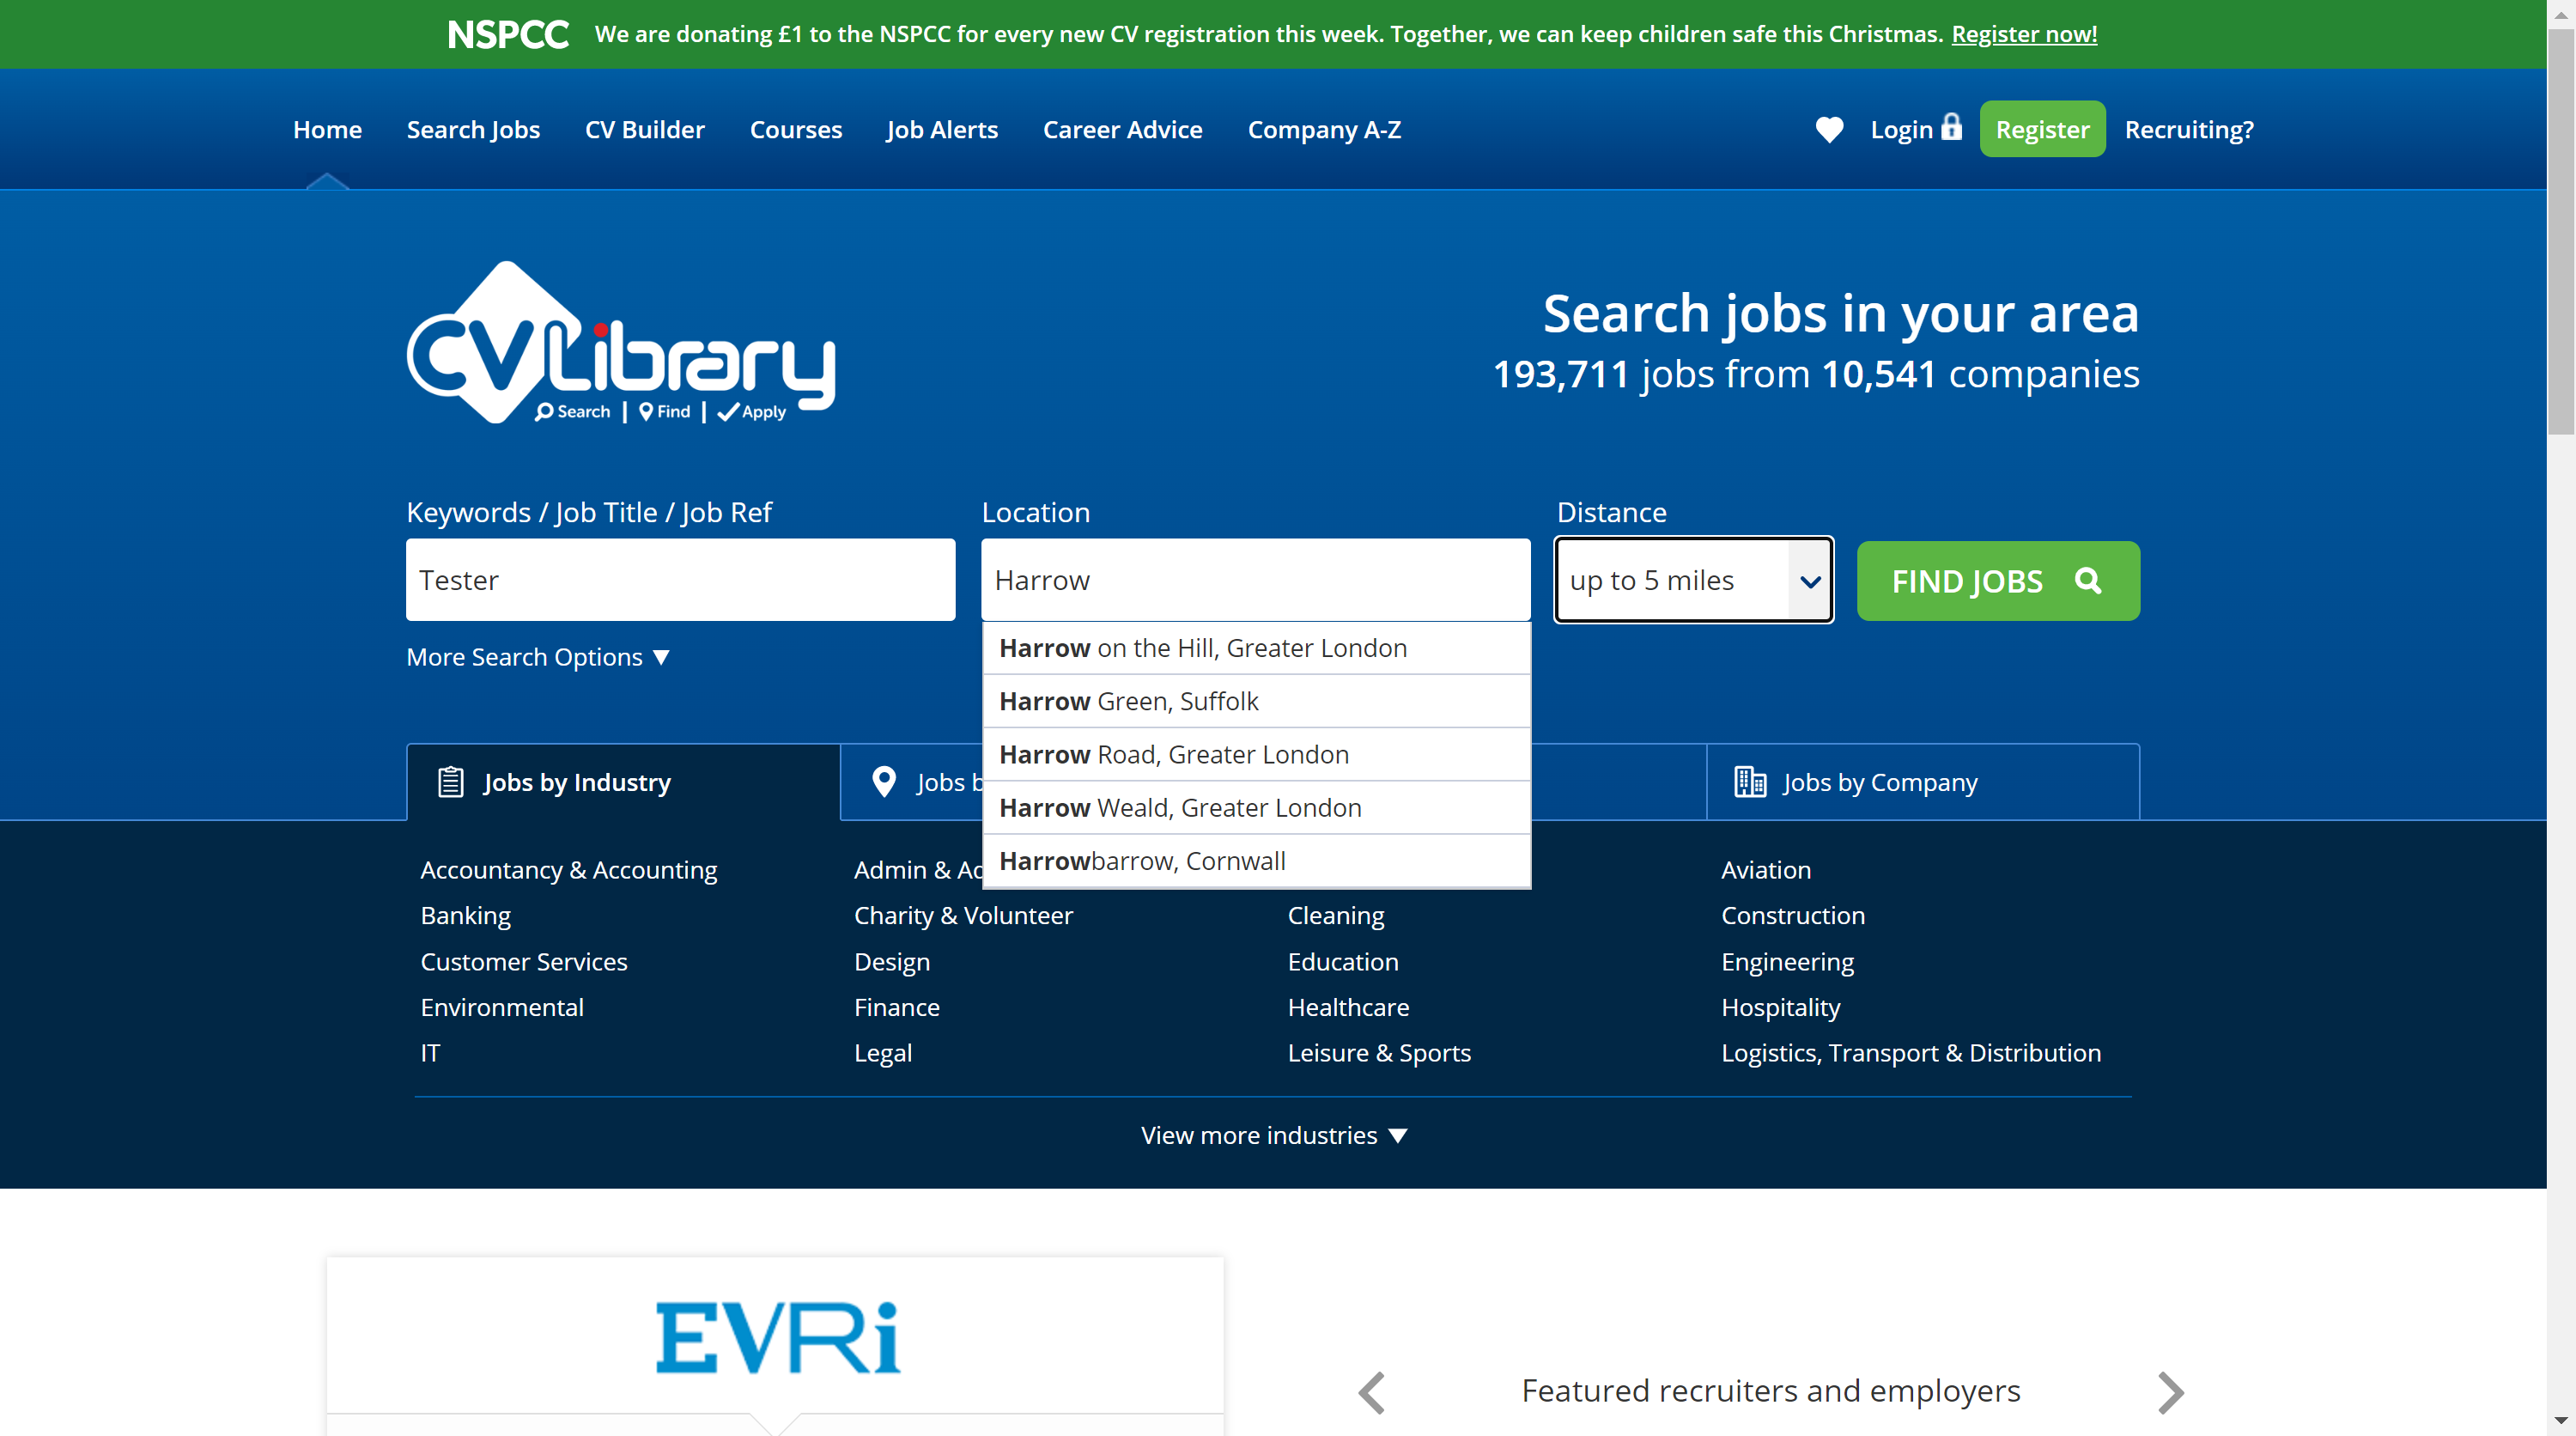 NSPCC We are donating £1 to the NSPCC for every new CV registration this week. Together, we can keep children safe this Christmas. Register now!
Home Search Jobs CV Builder Courses Job Alerts Career Advice Company A-Z Login Register Recruiting?
CV Library
Search | Find | Apply
Search jobs in your area
193,711 jobs from 10,541 companies
Keywords / Job Title / Job Ref Location Distance
Tester Harrow up to 5 miles FIND JOBS
More Search Options
Harrow on the Hill, Greater London
Harrow Green, Suffolk
Harrow Road, Greater London
Harrow Weald, Greater London
Harrowbarrow, Cornwall
Jobs by Industry Jobs Jobs by Company
Accountancy & Accounting Admin & Aviation
Banking Charity & Volunteer Cleaning Construction
Customer Services Design Education Engineering
Environmental Finance Healthcare Hospitality
IT Legal Leisure & Sports Logistics, Transport & Distribution
View more industries
EVRi
Featured recruiters and employers